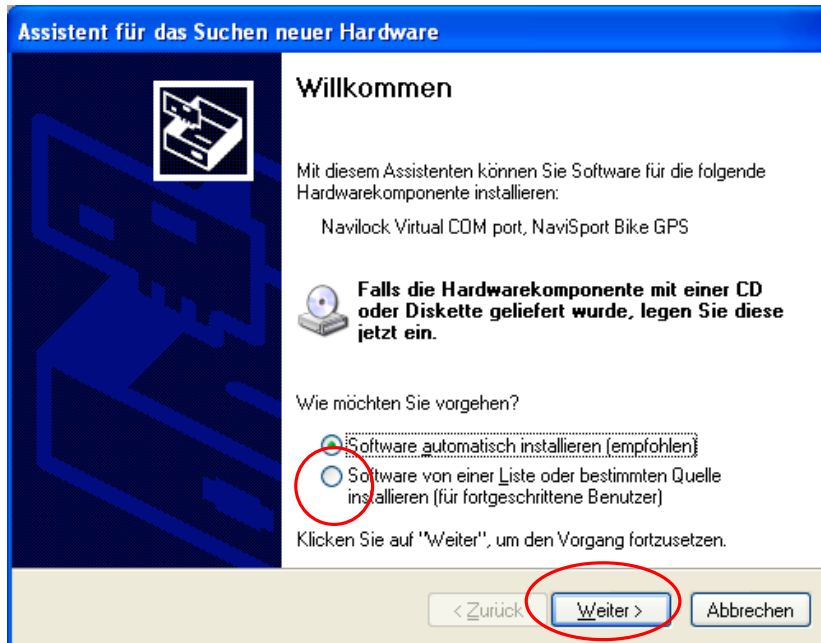 Assistent für das Suchen neuer Hardware
Willkommen
Mit diesem Assistenten können Sie Software für die folgende
Hardwarekomponente installieren:
Navilock Virtual COM port, NaviSport Bike GPS
Falls die Hardwarekomponente mit einer CD
oder Diskette geliefert wurde, legen Sie diese
jetzt ein.
Wie möchten Sie vorgehen?
Software automatisch installieren (empfohlen)
Software von einer Liste oder bestimmten Quelle
installieren (für fortgeschrittene Benutzer)
Klicken Sie auf "Weiter", um den Vorgang fortzusetzen.
< Zurück Weiter > Abbrechen